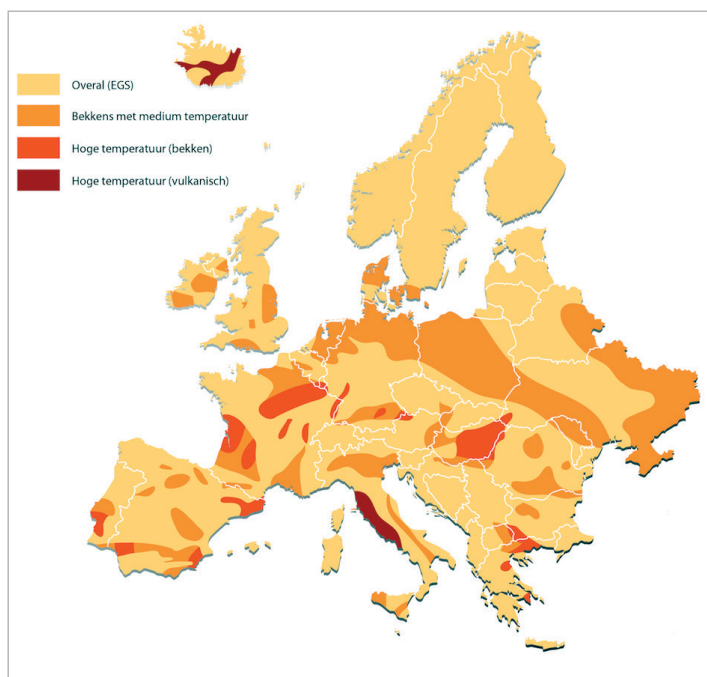 Overal (EGS)
Bekkens met medium temperatuur
Hoge temperatuur (bekken)
Hoge temperatuur (vulkanisch)